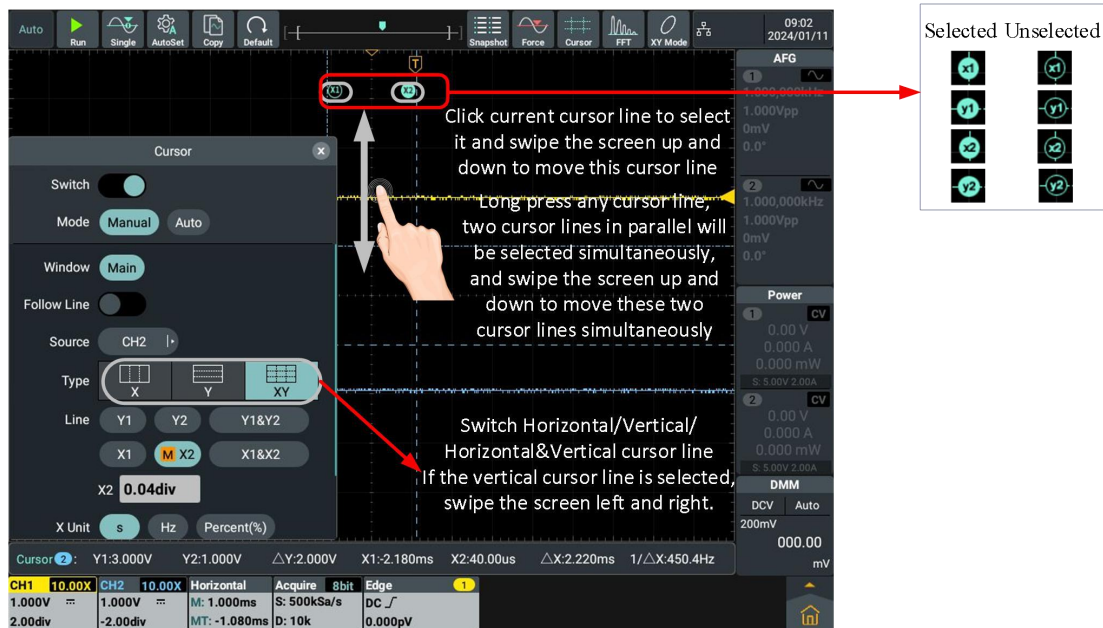 Auto
Run
Single
AutoSet
Copy
Default
Snapshot
Force
Cursor
FFT
XY Mode
09:02
2024/01/11
T
X1
X2
Selected Unselected
x1 x1
y1 y1
x2 x2
y2 y2
Click current cursor line to select
it and swipe the screen up and
down to move this cursor line
Long press any cursor line,
two cursor lines in parallel will
be selected simultaneously,
and swipe the screen up and
down to move these two
cursor lines simultaneously
Switch Horizontal/Vertical/
Horizontal&Vertical cursor line
If the vertical cursor line is selected,
swipe the screen left and right.
Cursor x
Switch
Mode Manual Auto
Window Main
Follow Line
Source CH2
Type X Y XY
Line Y1 Y2 Y1&Y2
X1 M X2 X1&X2
X2 0.04div
X Unit s Hz Percent(%)
AFG
1
1.000,000kHz
1.000Vpp
0mV
0.0°
2
1.000,000kHz
1.000Vpp
0mV
0.0°
Power
1 CV
0.00 V
0.000 A
0.000 mW
S: 5.00V 2.00A
2 CV
0.00 V
0.000 A
0.000 mW
S: 5.00V 2.00A
DMM
DCV Auto
200mV
000.00
mV
Cursor 2 : Y1:3.000V Y2:1.000V △Y:2.000V X1:-2.180ms X2:40.00us △X:2.220ms 1/△X:450.4Hz
CH1 10.00X CH2 10.00X Horizontal Acquire 8bit Edge 1
1.000V 1.000V M: 1.000ms S: 500kSa/s DC
2.00div -2.00div MT: -1.080ms D: 10k 0.000pV